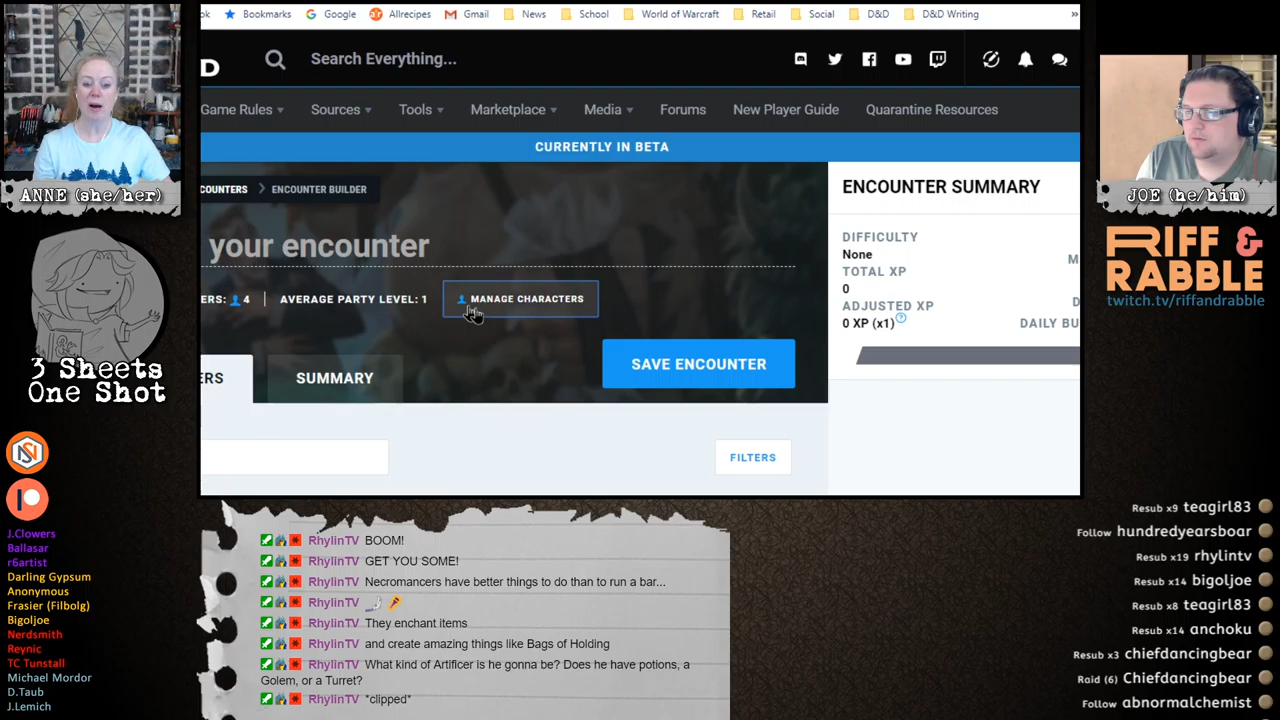 ok
Bookmarks
Google
Allrecipes
Gmail
News
School
World of Warcraft
Retail
Social
D&D
D&D Writing
»
D
Search Everything...
Game Rules
Sources
Tools
Marketplace
Media
Forums
New Player Guide
Quarantine Resources
CURRENTLY IN BETA
COUNTERS
ENCOUNTER BUILDER
your encounter
ERS: 4
AVERAGE PARTY LEVEL: 1
MANAGE CHARACTERS
SAVE ENCOUNTER
ERS
SUMMARY
FILTERS
ENCOUNTER SUMMARY
DIFFICULTY
None
M
TOTAL XP
0
D
ADJUSTED XP
0 XP (x1)
?
DAILY BU
ANNE (she/her)
3 Sheets
One Shot
J.Clowers
Ballasar
r6artist
Darling Gypsum
Anonymous
Frasier (Filbolg)
Bigoljoe
Nerdsmith
Reynic
TC Tunstall
Michael Mordor
D.Taub
J.Lemich
RhylinTV BOOM!
RhylinTV GET YOU SOME!
RhylinTV Necromancers have better things to do than to run a bar...
RhylinTV
RhylinTV They enchant items
RhylinTV and create amazing things like Bags of Holding
RhylinTV What kind of Artificer is he gonna be? Does he have potions, a
Golem, or a Turret?
RhylinTV *clipped*
JOE (he/him)
RIFF &
RABBLE
twitch.tv/riffandrabble
Resub x9 teagirl83
Follow hundredyearsboar
Resub x19 rhylintv
Resub x14 bigoljoe
Resub x8 teagirl83
Resub x14 anchoku
Resub x3 chiefdancingbear
Raid (6) Chiefdancingbear
Follow abnormalchemist